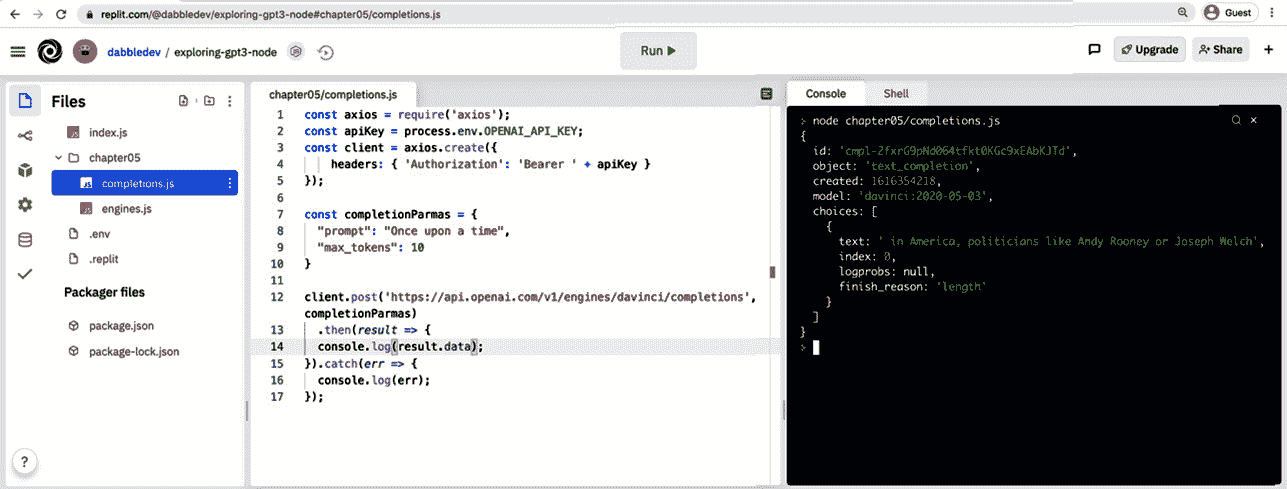 replit.com/@dabbledev/exploring-gpt3-node#chapter05/completions.js
Guest
dabbledev / exploring-gpt3-node
Run
Upgrade
Share
Files
index.js
chapter05
completions.js
engines.js
.env
.replit
Packager files
package.json
package-lock.json
?
chapter05/completions.js
1 const axios = require('axios');
2 const apiKey = process.env.OPENAI_API_KEY;
3 const client = axios.create({
4 headers: { 'Authorization': 'Bearer ' + apiKey }
5 });
6
7 const completionParmas = {
8 "prompt": "Once upon a time",
9 "max_tokens": 10
10 }
11
12 client.post('https://api.openai.com/v1/engines/davinci/completions',
completionParmas)
13 .then(result => {
14 console.log(result.data);
15 }).catch(err => {
16 console.log(err);
17 });
Console
Shell
> node chapter05/completions.js
{
id: 'cmpl-2fxrG9pNd064tfkt0KGc9xEAbKJTd',
object: 'text_completion',
created: 1616354218,
model: 'davinci:2020-05-03',
choices: [
{
text: ' in America, politicians like Andy Rooney or Joseph Welch',
index: 0,
logprobs: null,
finish_reason: 'length'
}
]
}
>